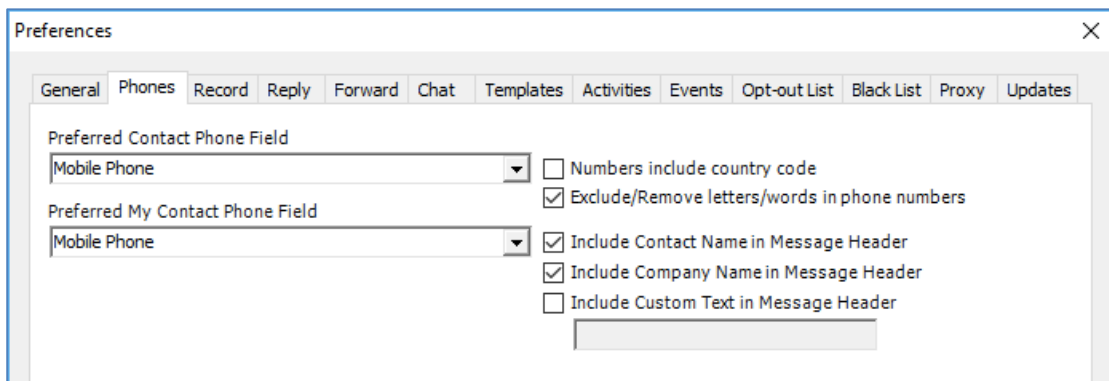 Preferences
General Phones Record Reply Forward Chat Templates Activities Events Opt-out List Black List Proxy Updates
Preferred Contact Phone Field
Mobile Phone
Numbers include country code
Exclude/Remove letters/words in phone numbers
Preferred My Contact Phone Field
Mobile Phone
Include Contact Name in Message Header
Include Company Name in Message Header
Include Custom Text in Message Header